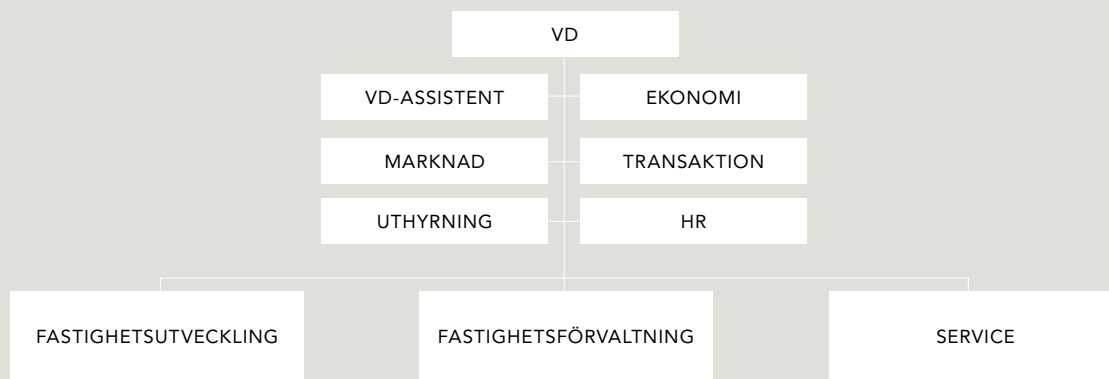 VD
VD-ASSISTENT
EKONOMI
MARKNAD
TRANSAKTION
UTHYRNING
HR
FASTIGHETSUTVECKLING
FASTIGHETSFÖRVALTNING
SERVICE